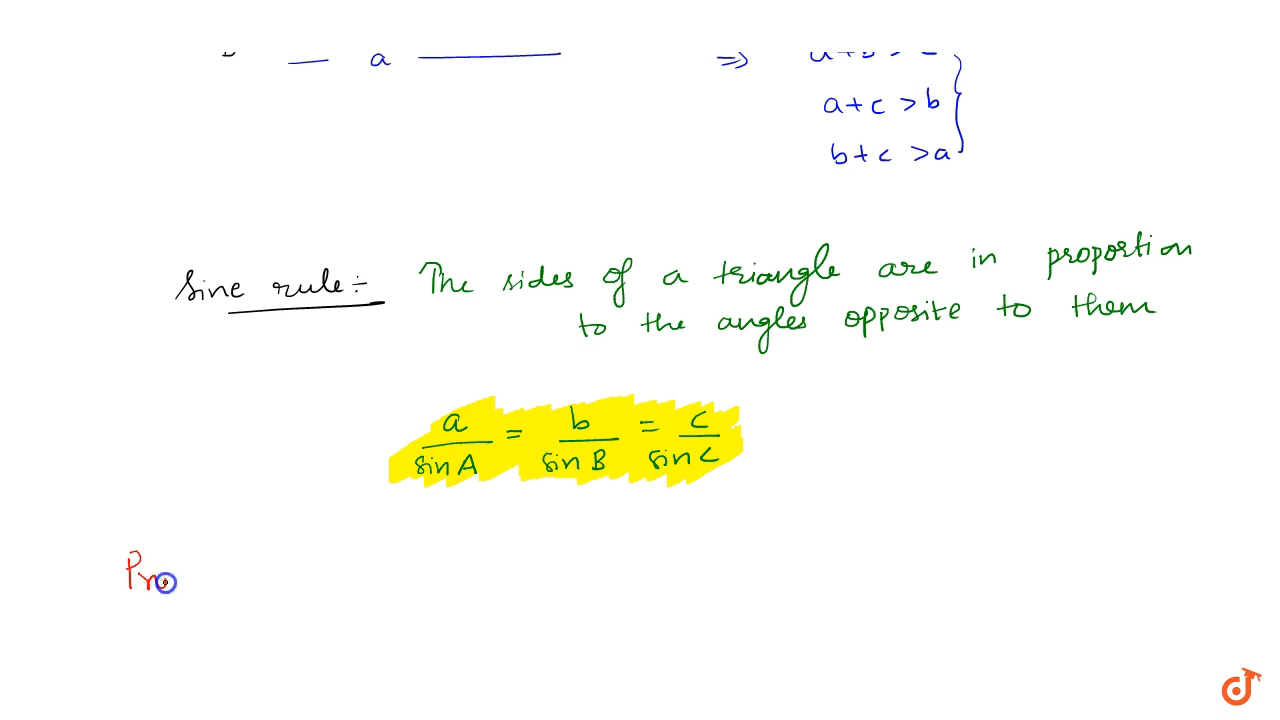 a ⇒
a+c >b
b+c >a
Sine rule:- The sides of a triangle are in proportion
to the angles opposite to them
a/sin A = b/sin B = c/sin C
Pr